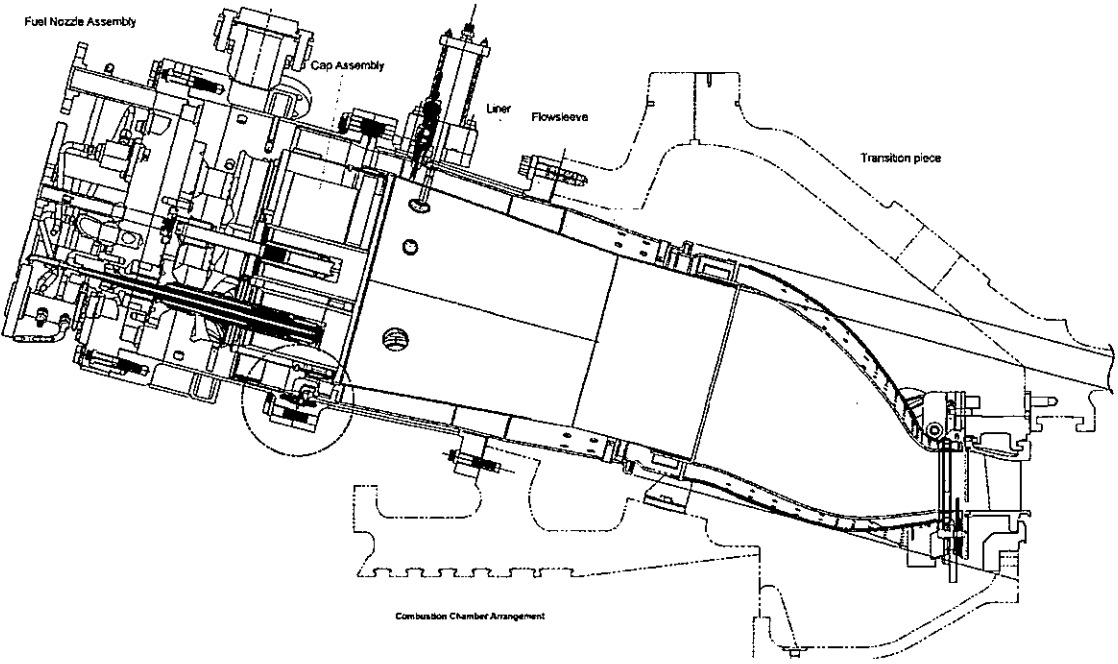 Fuel Nozzle Assembly
Cap Assembly
Liner
Flowsleeve
Transition piece
Combustion Chamber Arrangement